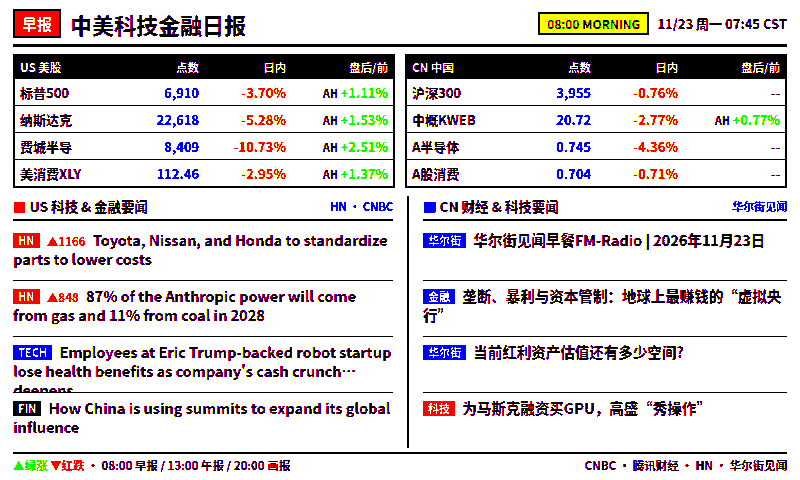 早报 中美科技金融日报 08:00 MORNING 11/23 周一 07:45 CST
US 美股 点数 日内 盘后/前
标普500 6,910 -3.70% AH +1.11%
纳斯达克 22,618 -5.28% AH +1.53%
费城半导 8,409 -10.73% AH +2.51%
美消费XLY 112.46 -2.95% AH +1.37%
CN 中国 点数 日内 盘后/前
沪深300 3,955 -0.76% --
中概KWEB 20.72 -2.77% AH +0.77%
A半导体 0.745 -4.36% --
A股消费 0.704 -0.71% --
US 科技 & 金融要闻 HN · CNBC
HN ▲1166 Toyota, Nissan, and Honda to standardize
parts to lower costs
HN ▲848 87% of the Anthropic power will come
from gas and 11% from coal in 2028
TECH Employees at Eric Trump-backed robot startup
lose health benefits as company's cash crunch…
deepens
FIN How China is using summits to expand its global
influence
CN 财经 & 科技要闻 华尔街见闻
华尔街 华尔街见闻早餐FM-Radio | 2026年11月23日
金融 垄断、暴利与资本管制：地球上最赚钱的“虚拟央
行”
华尔街 当前红利资产估值还有多少空间？
科技 为马斯克融资买GPU，高盛“秀操作”
▲绿涨 ▼红跌 · 08:00 早报 / 13:00 午报 / 20:00 画报
CNBC · 腾讯财经 · HN · 华尔街见闻